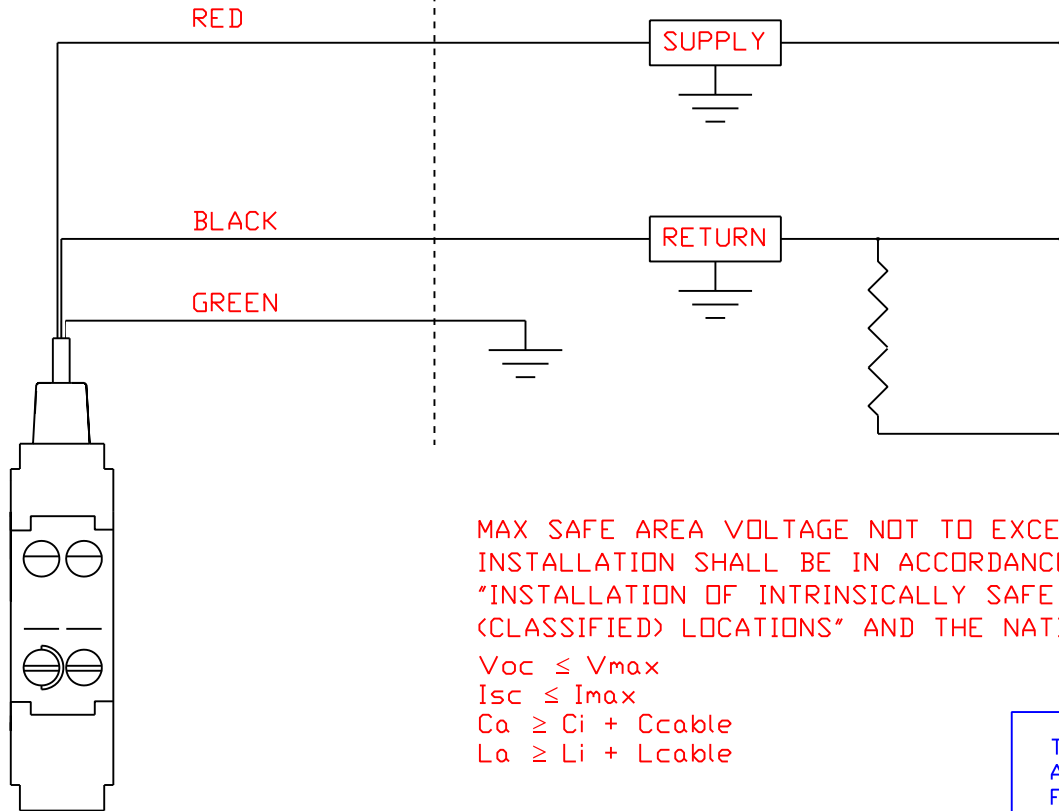 RED
SUPPLY
BLACK
RETURN
GREEN
MAX SAFE AREA VOLTAGE NOT TO
INSTALLATION SHALL BE IN
"INSTALLATION OF INTRINSICALLY SAFE
(CLASSIFIED) LOCATIONS" AND THE
Voc ≤ Vmax
Isc ≤ Imax
Ca ≥ Ci + Ccable
La ≥ Li + Lcable